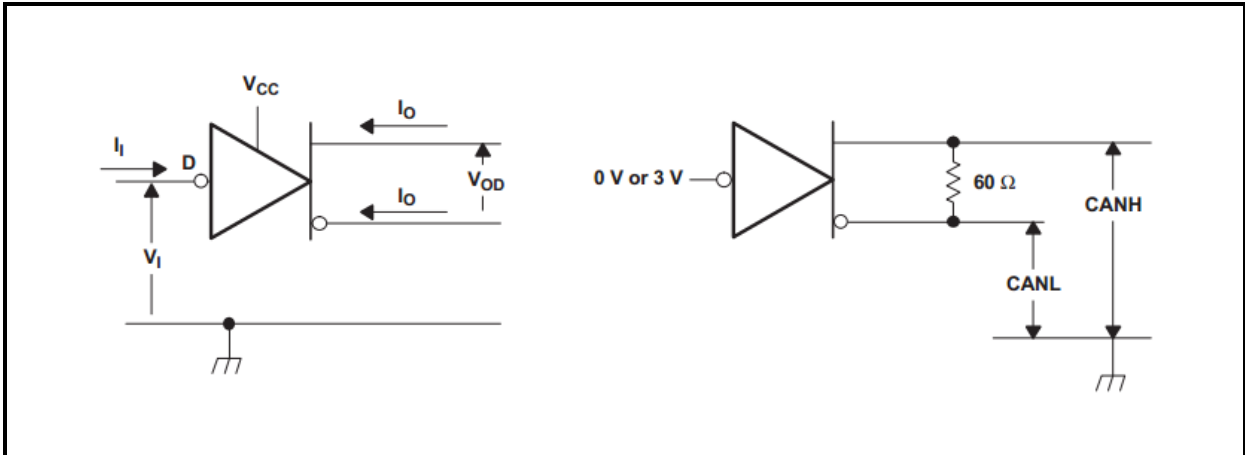 VCC
IO
II
D
VOD
IO
VI
0 V or 3 V
60 Ω
CANH
CANL